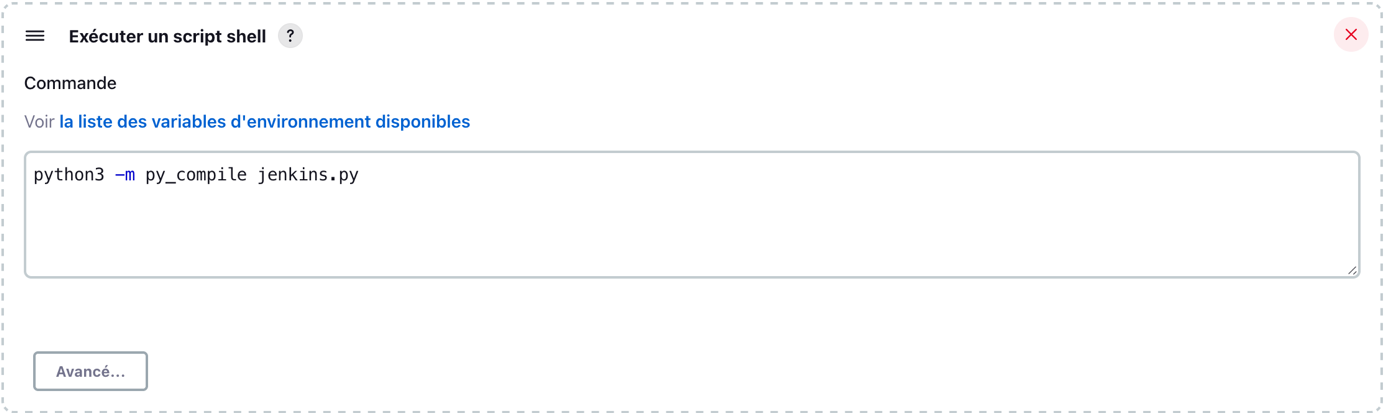 Exécuter un script shell ?
Commande
Voir la liste des variables d'environnement disponibles
python3 -m py_compile jenkins.py
Avancé...